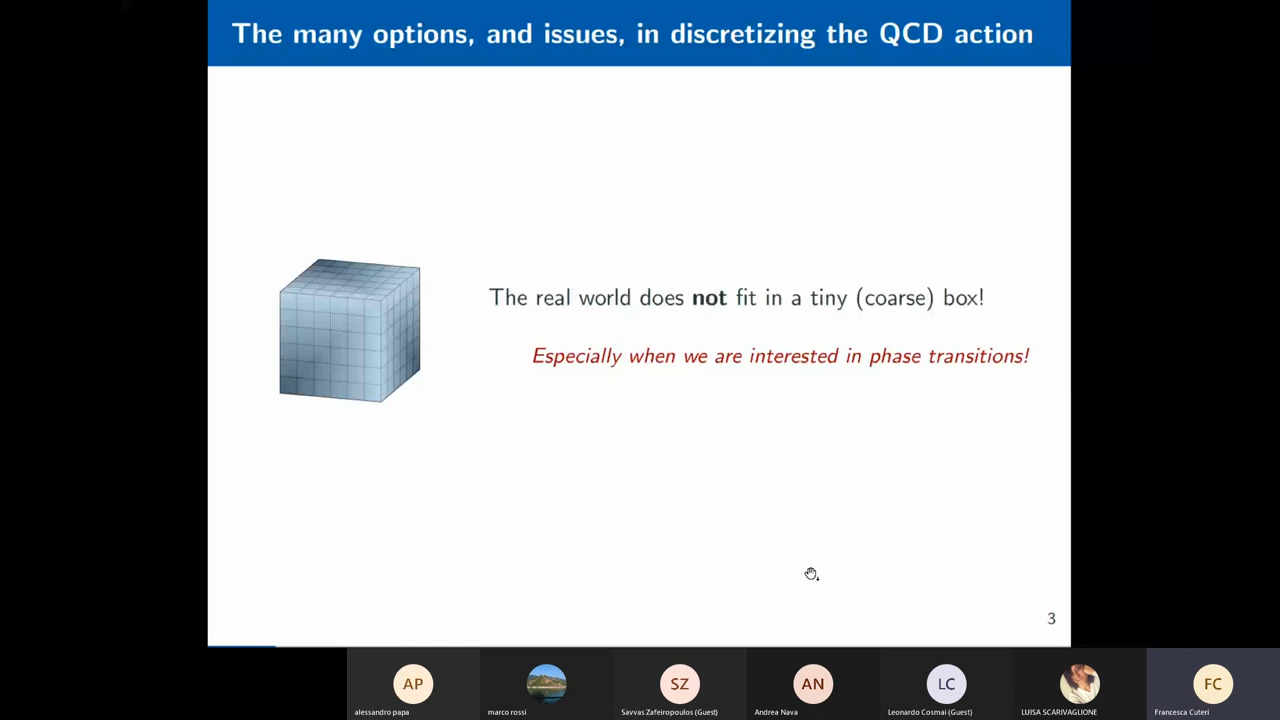 The many options, and issues, in discretizing the QCD action
The real world does not fit in a tiny (coarse) box!
Especially when we are interested in phase transitions!
3
AP
SZ
AN
LC
FC
alessandro papa
marco rossi
Savvas Zafeiropoulos (Guest)
Andrea Nava
Leonardo Cosmai (Guest)
LUISA SCARIVAGLIONE
Francesca Cuteri